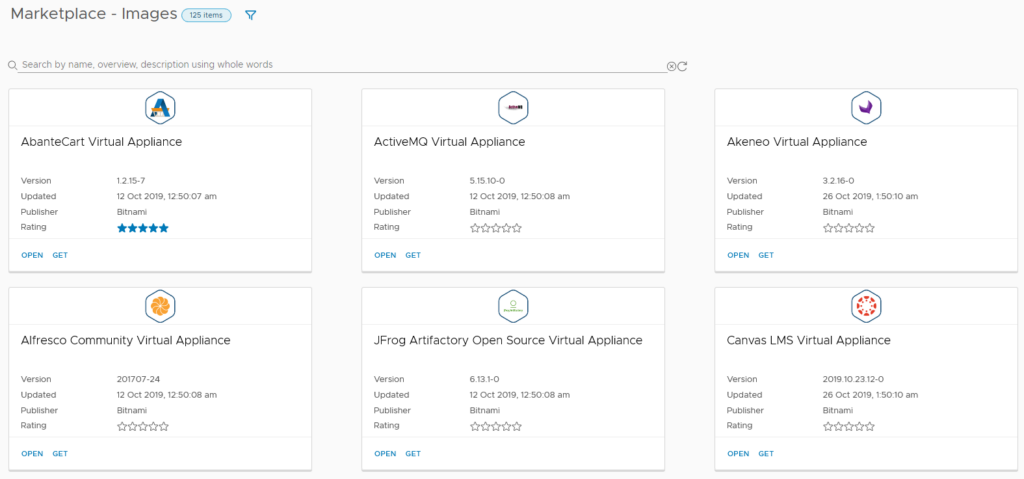 Marketplace - Images 125 items
Search by name, overview, description using whole words
AbanteCart Virtual Appliance
Version 1.2.15-7
Updated 12 Oct 2019, 12:50:07 am
Publisher Bitnami
Rating
OPEN GET
ActiveMQ Virtual Appliance
Version 5.15.10-0
Updated 12 Oct 2019, 12:50:08 am
Publisher Bitnami
Rating
OPEN GET
Akeneo Virtual Appliance
Version 3.2.16-0
Updated 26 Oct 2019, 1:50:10 am
Publisher Bitnami
Rating
OPEN GET
Alfresco Community Virtual Appliance
Version 201707-24
Updated 12 Oct 2019, 12:50:08 am
Publisher Bitnami
Rating
OPEN GET
JFrog Artifactory Open Source Virtual Appliance
Version 6.13.1-0
Updated 12 Oct 2019, 12:50:08 am
Publisher Bitnami
Rating
OPEN GET
Canvas LMS Virtual Appliance
Version 2019.10.23.12-0
Updated 26 Oct 2019, 1:50:10 am
Publisher Bitnami
Rating
OPEN GET